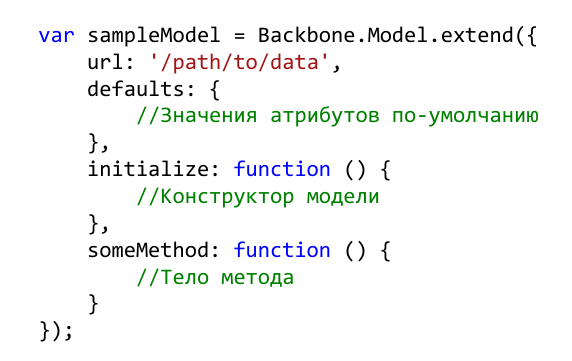 var sampleModel = Backbone.Model.extend({
    url: '/path/to/data',
    defaults: {
        //Значения атрибутов по-умолчанию
    },
    initialize: function () {
        //Конструктор модели
    },
    someMethod: function () {
        //Тело метода
    }
});